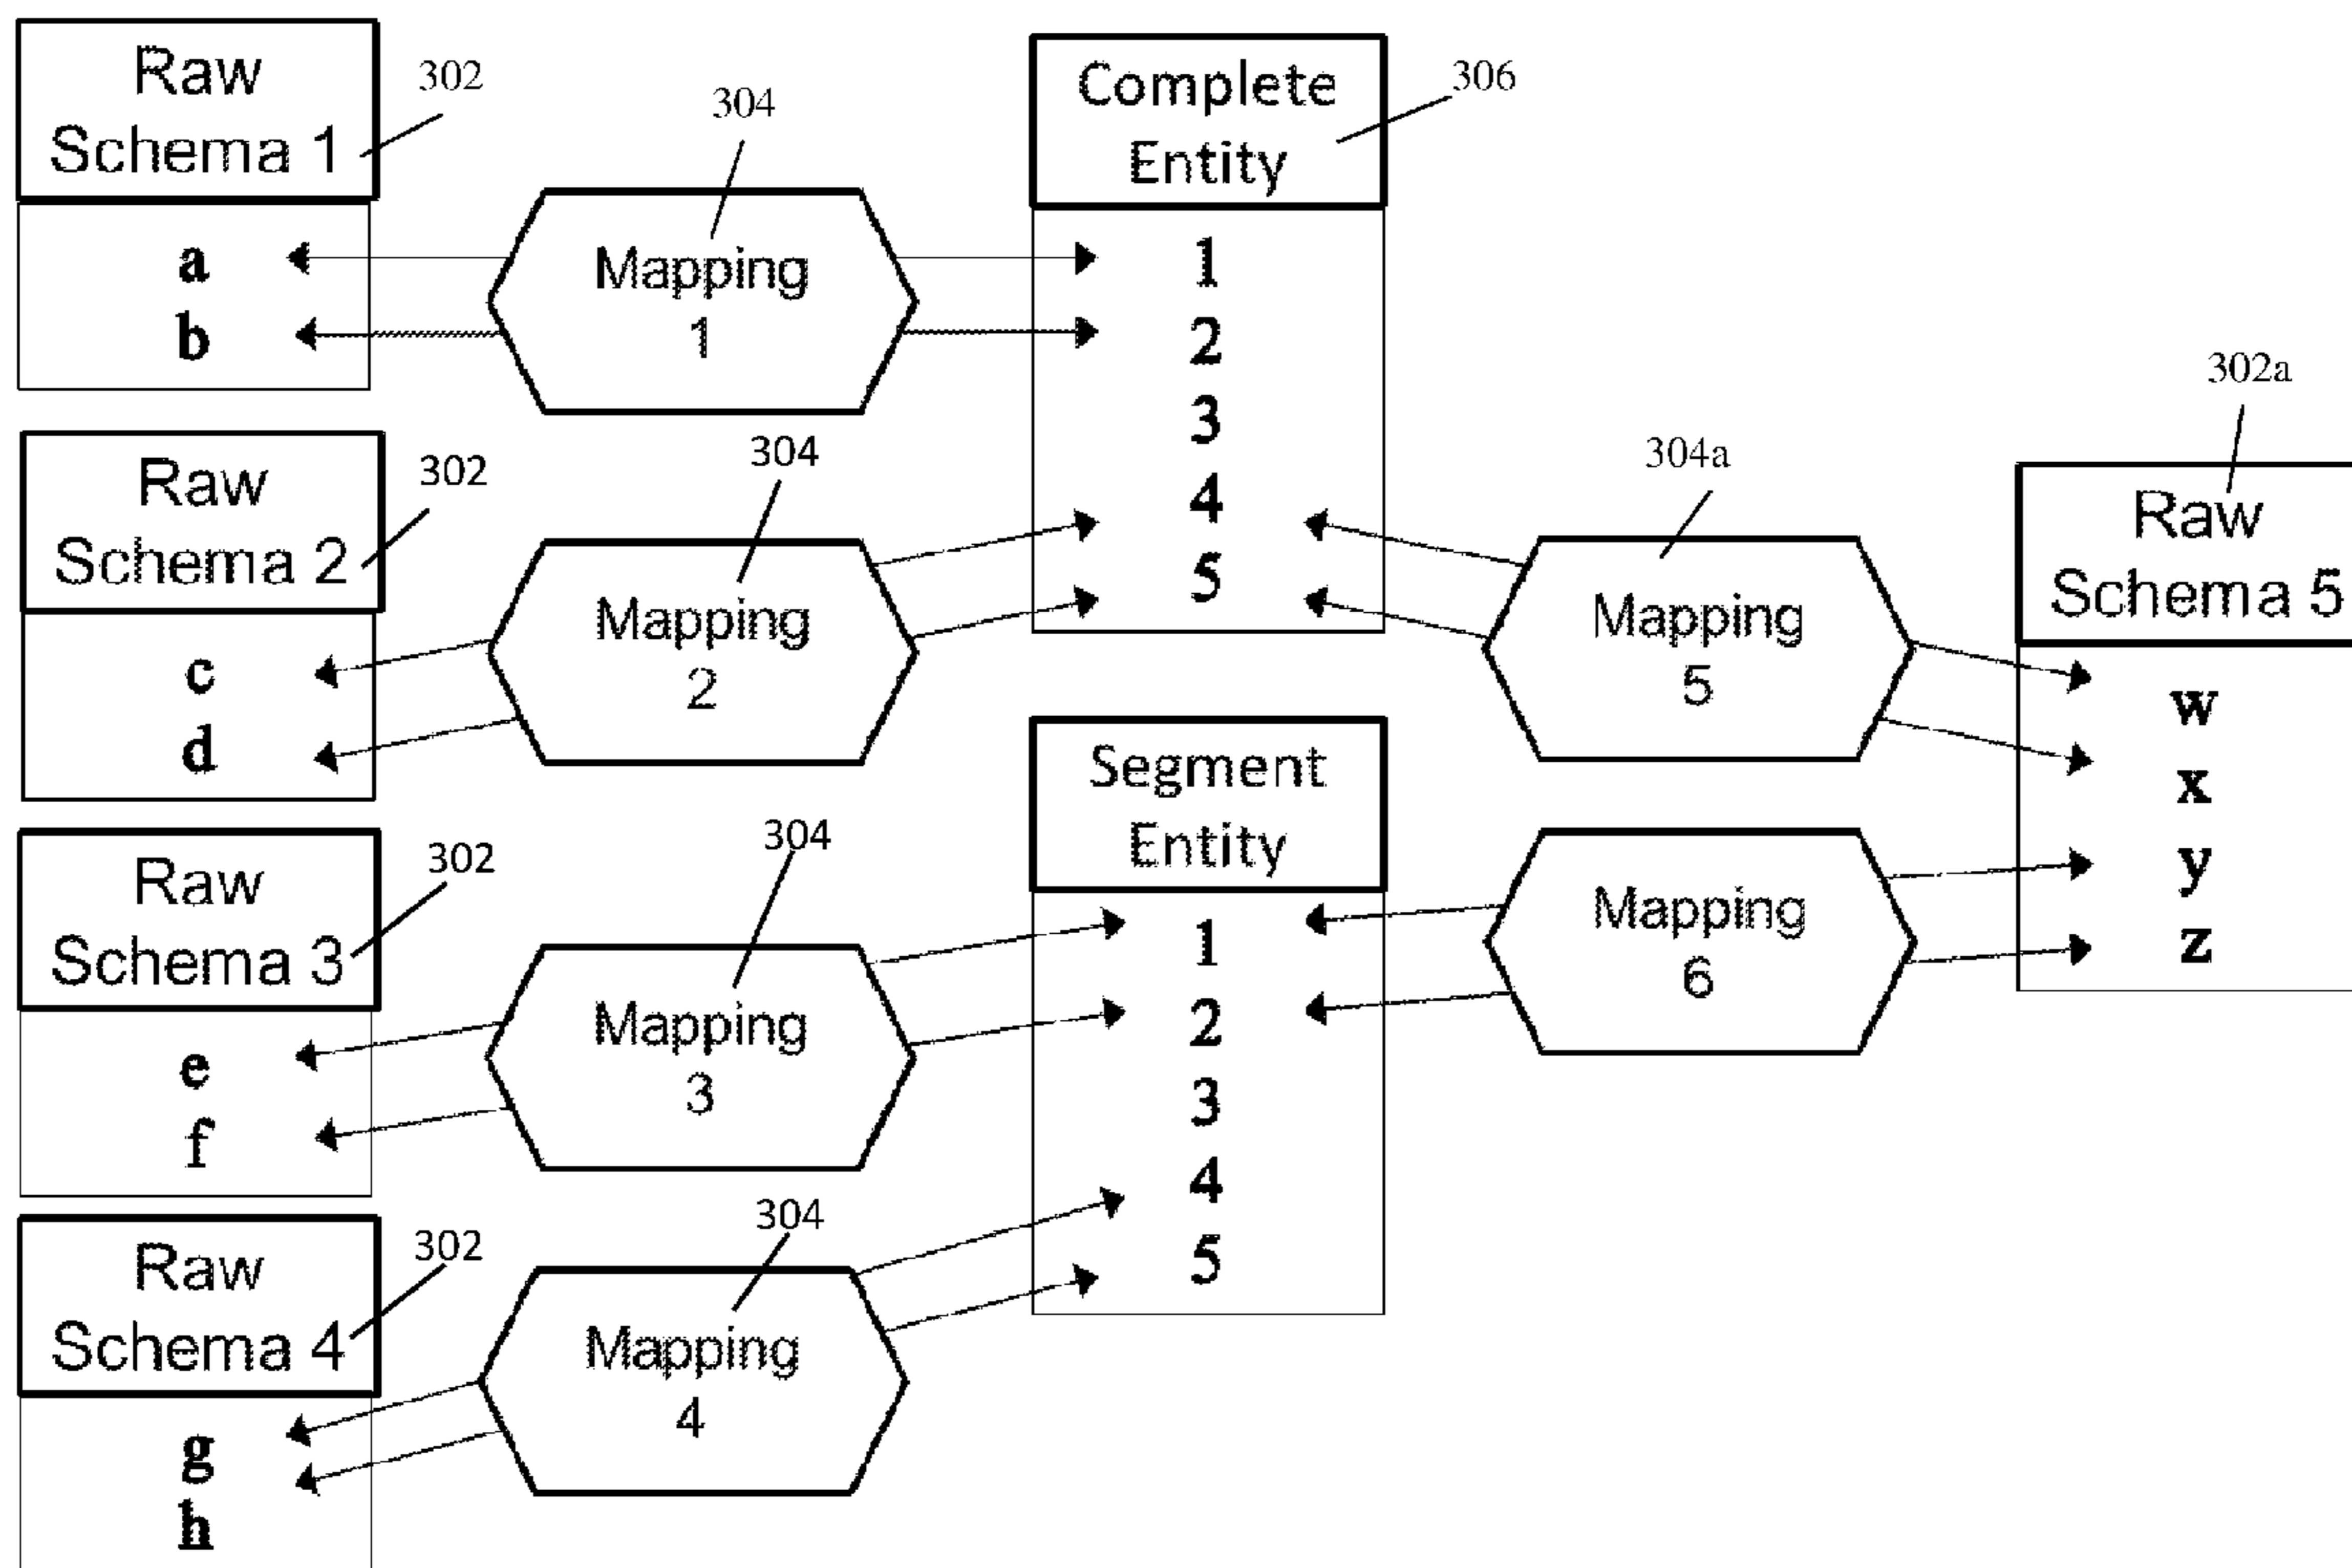 Raw
Schema 1
302
a
b
304
Mapping
1
Complete
Entity
306
1
2
3
4
5
Raw
Schema 2
302
c
d
304
Mapping
2
304a
Mapping
5
302a
Raw
Schema 5
w
x
y
z
Raw
Schema 3
302
e
f
304
Mapping
3
Segment
Entity
1
2
3
4
5
Mapping
6
Raw
Schema 4
302
g
h
304
Mapping
4